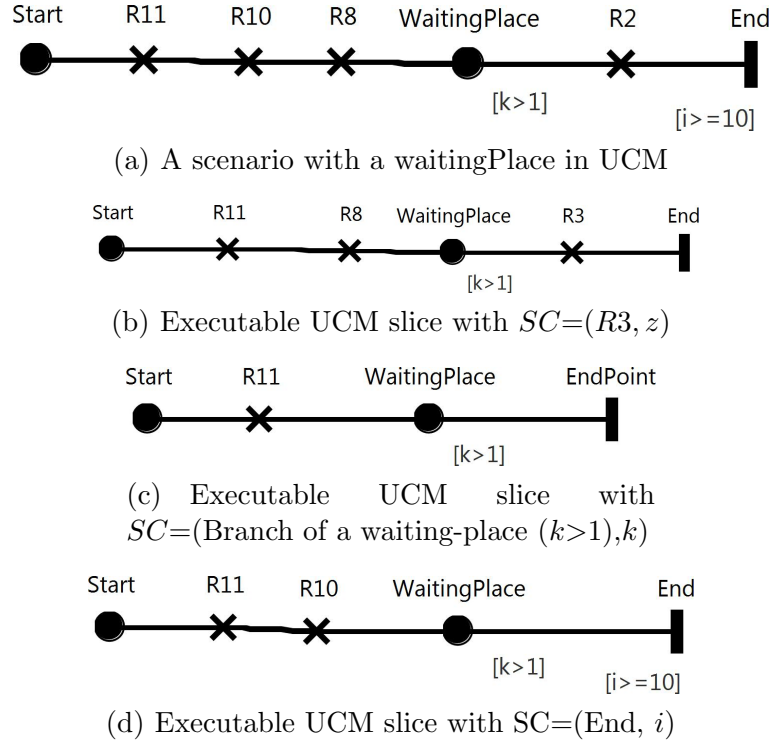 Start R11 R10 R8 WaitingPlace R2 End
[k>1]
[i>=10]
(a) A scenario with a waitingPlace in UCM
Start R11 R8 WaitingPlace R3 End
[k>1]
(b) Executable UCM slice with SC=(R3, z)
Start R11 WaitingPlace EndPoint
[k>1]
(c) Executable UCM slice with
SC=(Branch of a waiting-place (k>1),k)
Start R11 R10 WaitingPlace End
[k>1]
[i>=10]
(d) Executable UCM slice with SC=(End, i)